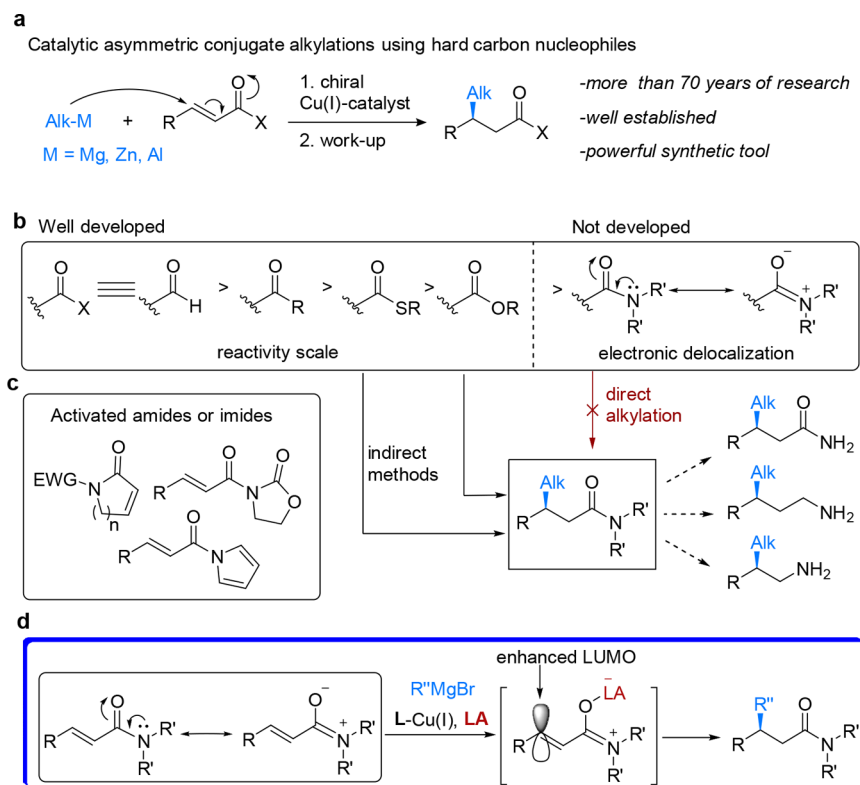 a
Catalytic asymmetric conjugate alkylations using hard carbon nucleophiles
Alk-M
M = Mg, Zn, Al
+
R
O
X
1. chiral
Cu(I)-catalyst
2. work-up
Alk
R
O
X
-more than 70 years of research
-well established
-powerful synthetic tool
b
Well developed
Not developed
O
X
O
H
>
O
R
>
O
SR
>
O
OR
>
O
N
R'
R'
O−
N+
R'
R'
reactivity scale
electronic delocalization
c
Activated amides or imides
EWG
N
O
n
R
O
N
O
O
R
O
N
indirect
methods
direct
alkylation
Alk
R
O
N
R'
R'
Alk
R
O
NH2
Alk
R
NH2
Alk
R
NH2
d
R
O
N
R'
R'
R
O−
N+
R'
R'
R''MgBr
L-Cu(I), LA
enhanced LUMO
R
O
−
LA
N+
R'
R'
R''
R
O
N
R'
R'